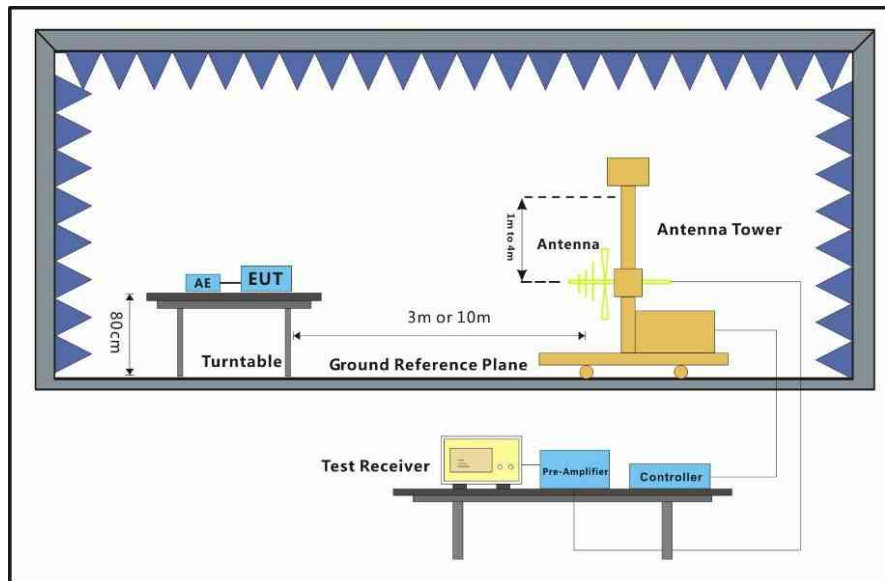 1m to 4m
Antenna
Antenna Tower
AE
EUT
80cm
3m or 10m
Turntable
Ground Reference Plane
Test Receiver
Pre-Amplifier
Controller